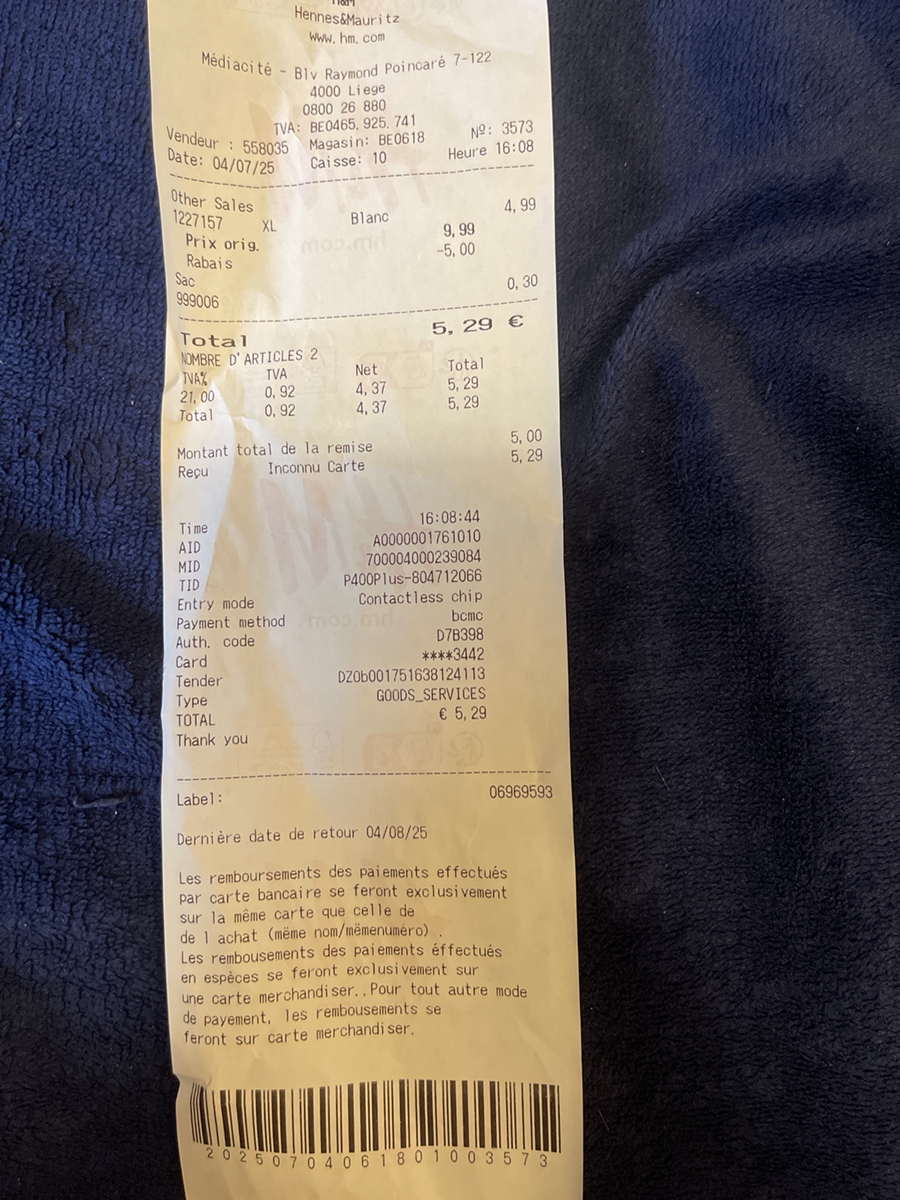 H&M
Hennes&Mauritz
www.hm.com
Médiacité - Blv Raymond Poincaré 7-122
4000 Liege
0800 26 880
TVA: BE0465.925.741
Vendeur : 558035 Magasin: BE0618 Nº: 3573
Date: 04/07/25 Caisse: 10 Heure 16:08
Other Sales 4,99
1227157 XL Blanc
Prix orig. 9,99
Rabais -5,00
Sac 0,30
999006
Total 5,29 €
NOMBRE D'ARTICLES 2
TVA% TVA Net Total
21,00 0,92 4,37 5,29
Total 0,92 4,37 5,29
Montant total de la remise 5,00
Reçu Inconnu Carte 5,29
Time 16:08:44
AID A0000001761010
MID 700004000239084
TID P400Plus-804712066
Entry mode Contactless chip
Payment method bcmc
Auth. code D7B398
Card ****3442
Tender DZ0b001751638124113
Type GOODS_SERVICES
TOTAL € 5,29
Thank you
Label: 06969593
Dernière date de retour 04/08/25
Les remboursements des paiements effectués
par carte bancaire se feront exclusivement
sur la même carte que celle de
de l achat (mëme nom/mëmenuméro) .
Les rembousements des paiements éffectués
en espèces se feront exclusivement sur
une carte merchandiser..Pour tout autre mode
de payement, les rembousements se
feront sur carte merchandiser.
20250704061801003573